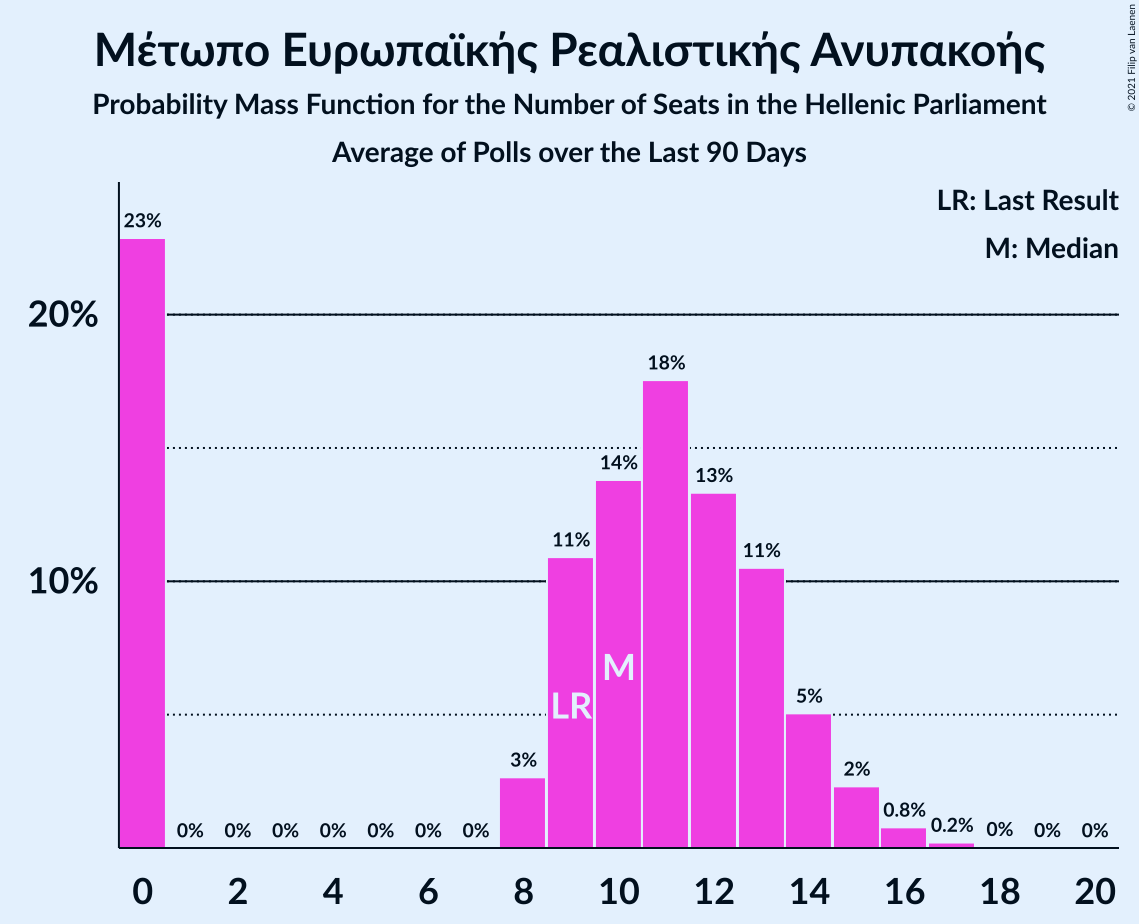 Μέτωπο Ευρωπαϊκής Ρεαλιστικής Ανυπακοής
Probability Mass Function for the Number of Seats in the Hellenic Parliament
Average of Polls over the Last 90 Days
© 2021 Filip van Laenen
LR: Last Result
M: Median
23%
20%
18%
14%
13%
11%
11%
10%
M
LR
5%
3%
2%
0.8%
0.2%
0% 0% 0% 0% 0% 0% 0% 0% 0% 0%
0 2 4 6 8 10 12 14 16 18 20